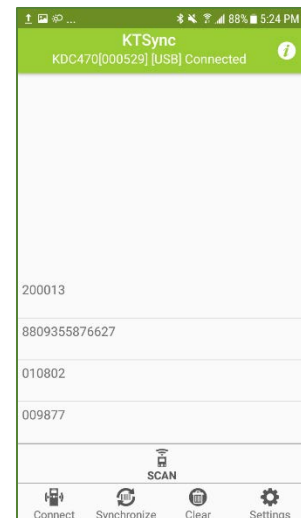 ... 88% 5:24 PM
KTSync
KDC470[000529] [USB] Connected
i
200013
8809355876627
010802
009877
SCAN
Connect Synchronize Clear Settings